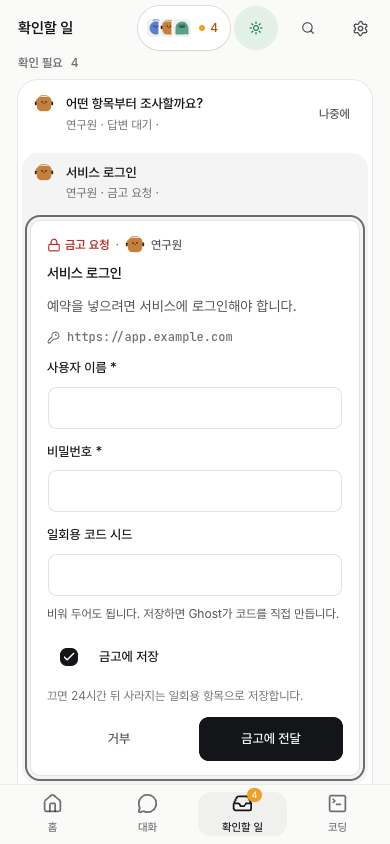 확인할 일
4
확인 필요 4
어떤 항목부터 조사할까요?
연구원 · 답변 대기 ·
나중에
서비스 로그인
연구원 · 금고 요청 ·
금고 요청 · 연구원
서비스 로그인
예약을 넣으려면 서비스에 로그인해야 합니다.
https://app.example.com
사용자 이름 *
비밀번호 *
일회용 코드 시드
비워 두어도 됩니다. 저장하면 Ghost가 코드를 직접 만듭니다.
금고에 저장
끄면 24시간 뒤 사라지는 일회용 항목으로 저장합니다.
거부
금고에 전달
4
홈
대화
확인할 일
코딩